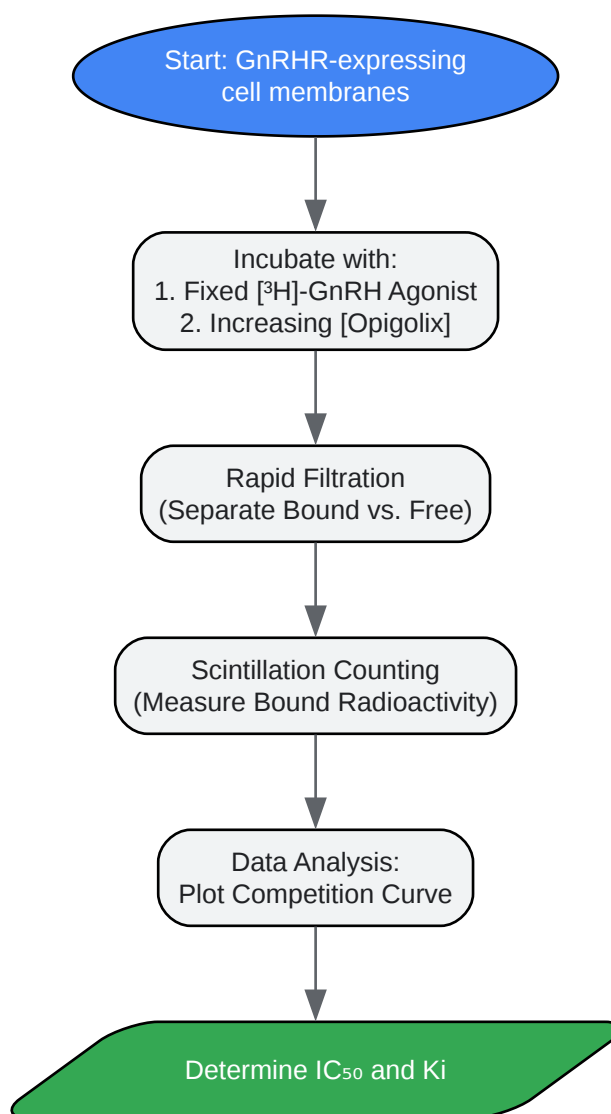 Start: GnRHR-expressing
cell membranes
Incubate with:
1. Fixed [³H]-GnRH Agonist
2. Increasing [Opigolix]
Rapid Filtration
(Separate Bound vs. Free)
Scintillation Counting
(Measure Bound Radioactivity)
Data Analysis:
Plot Competition Curve
Determine IC₅₀ and Ki